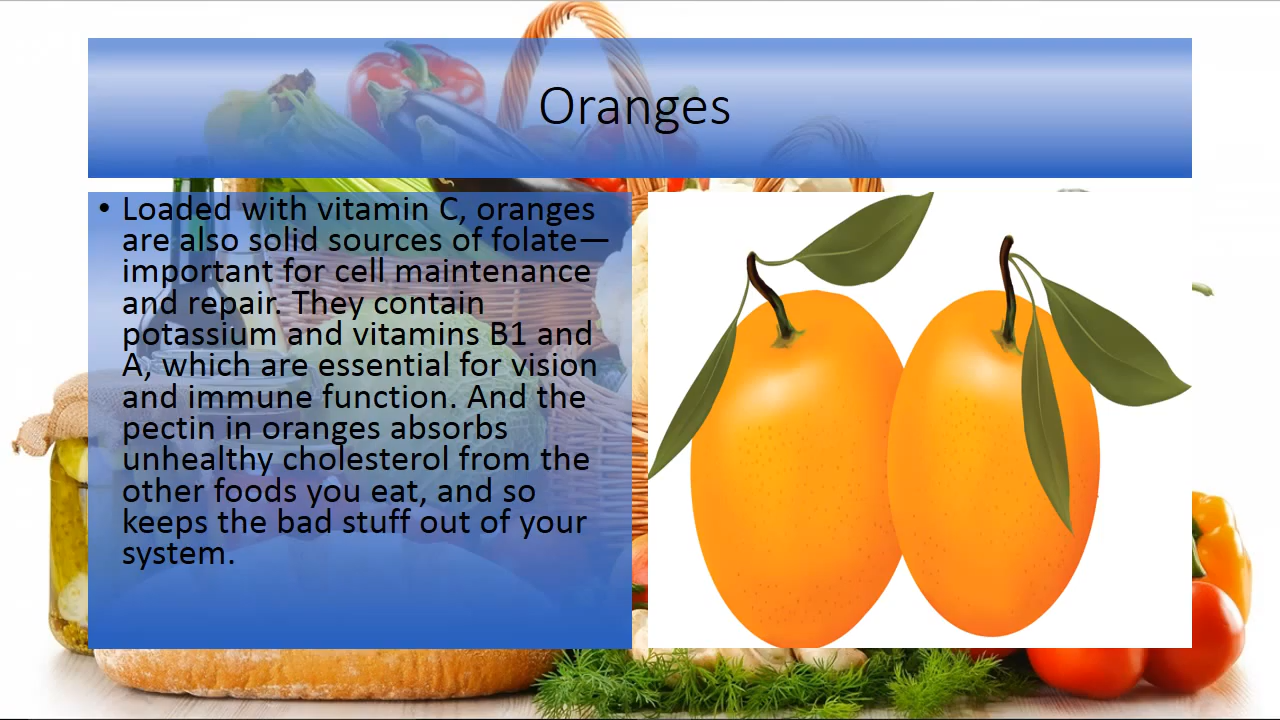 Oranges
• Loaded with vitamin C, oranges
are also solid sources of folate—
important for cell maintenance
and repair. They contain
potassium and vitamins B1 and
A, which are essential for vision
and immune function. And the
pectin in oranges absorbs
unhealthy cholesterol from the
other foods you eat, and so
keeps the bad stuff out of your
system.